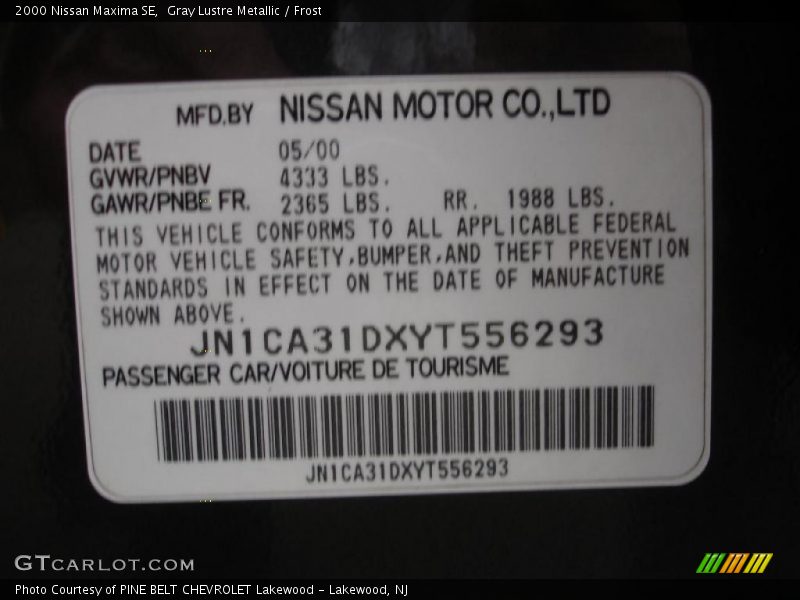 2000 Nissan Maxima SE,  Gray Lustre Metallic / Frost
MFD.BY NISSAN MOTOR CO.,LTD
DATE 05/00
GVWR/PNBV 4333 LBS.
GAWR/PNBE FR. 2365 LBS. RR. 1988 LBS.
THIS VEHICLE CONFORMS TO ALL APPLICABLE FEDERAL
MOTOR VEHICLE SAFETY,BUMPER,AND THEFT PREVENTION
STANDARDS IN EFFECT ON THE DATE OF MANUFACTURE
SHOWN ABOVE.
JN1CA31DXYT556293
PASSENGER CAR/VOITURE DE TOURISME
JN1CA31DXYT556293
GTCARLOT.COM
Photo Courtesy of PINE BELT CHEVROLET Lakewood - Lakewood, NJ